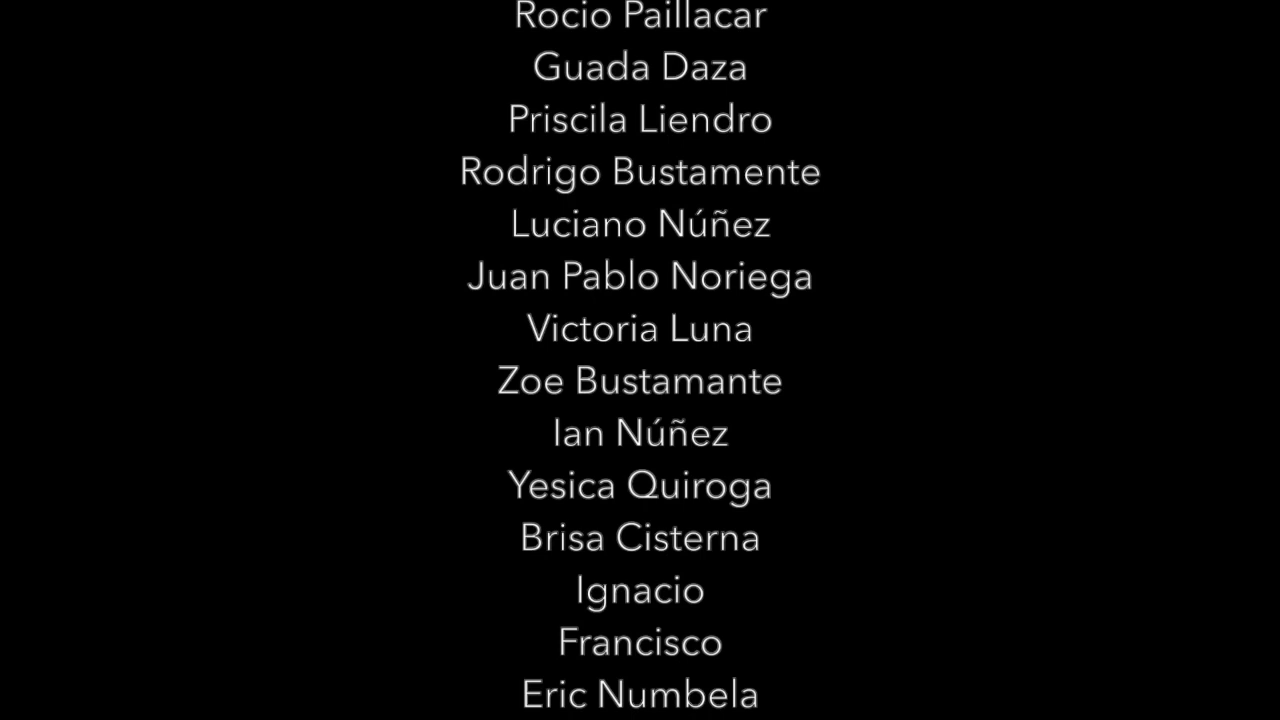 Rocio Paillacar
Guada Daza
Priscila Liendro
Rodrigo Bustamente
Luciano Núñez
Juan Pablo Noriega
Victoria Luna
Zoe Bustamante
Ian Núñez
Yesica Quiroga
Brisa Cisterna
Ignacio
Francisco
Eric Numbela